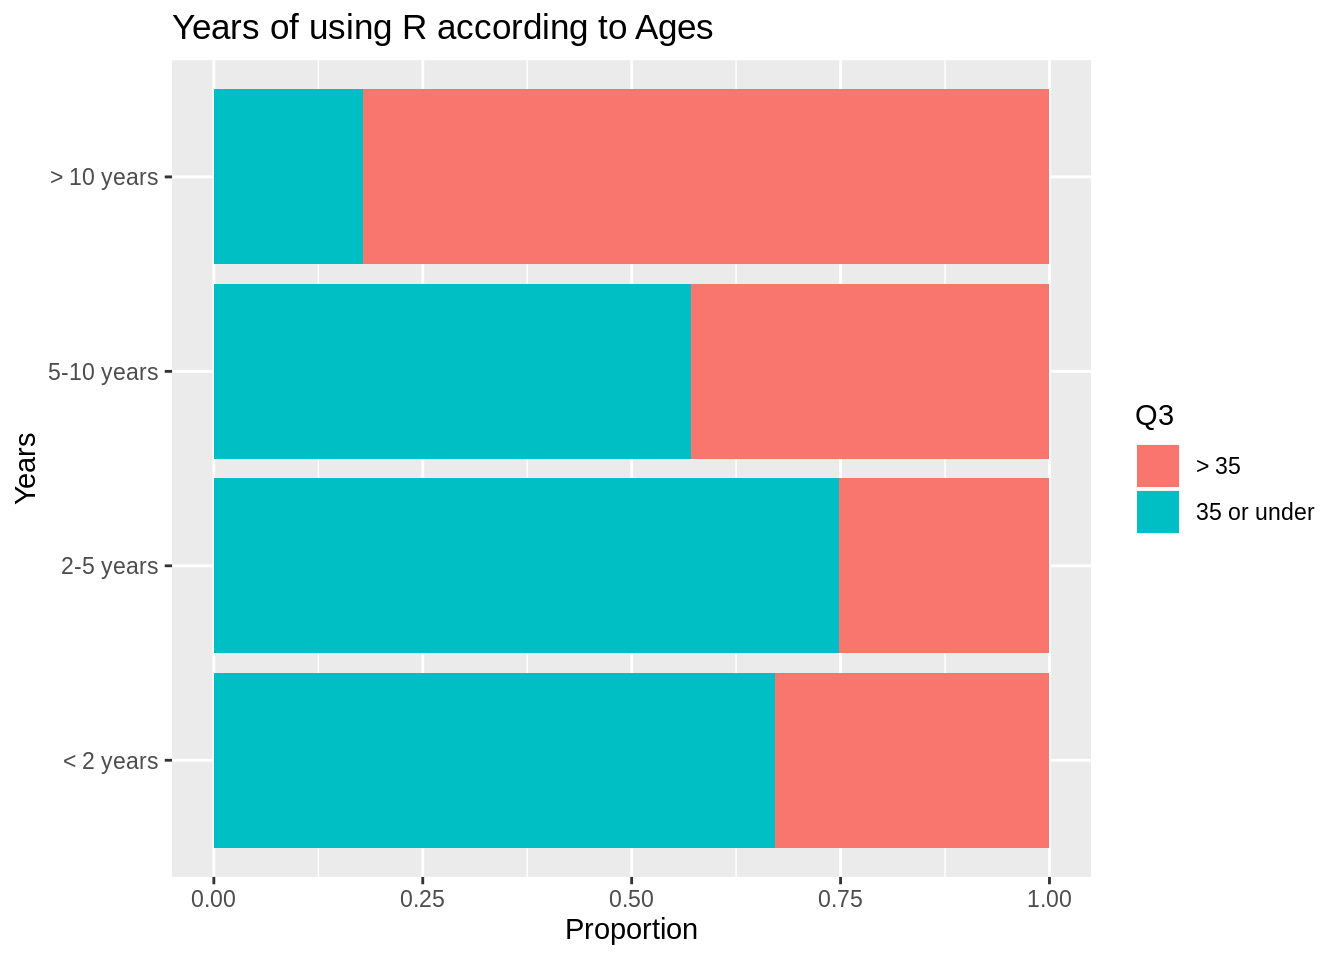 Years of using R according to Ages
> 10 years
5-10 years
2-5 years
< 2 years
Years
0.00
0.25
0.50
0.75
1.00
Proportion
Q3
> 35
35 or under